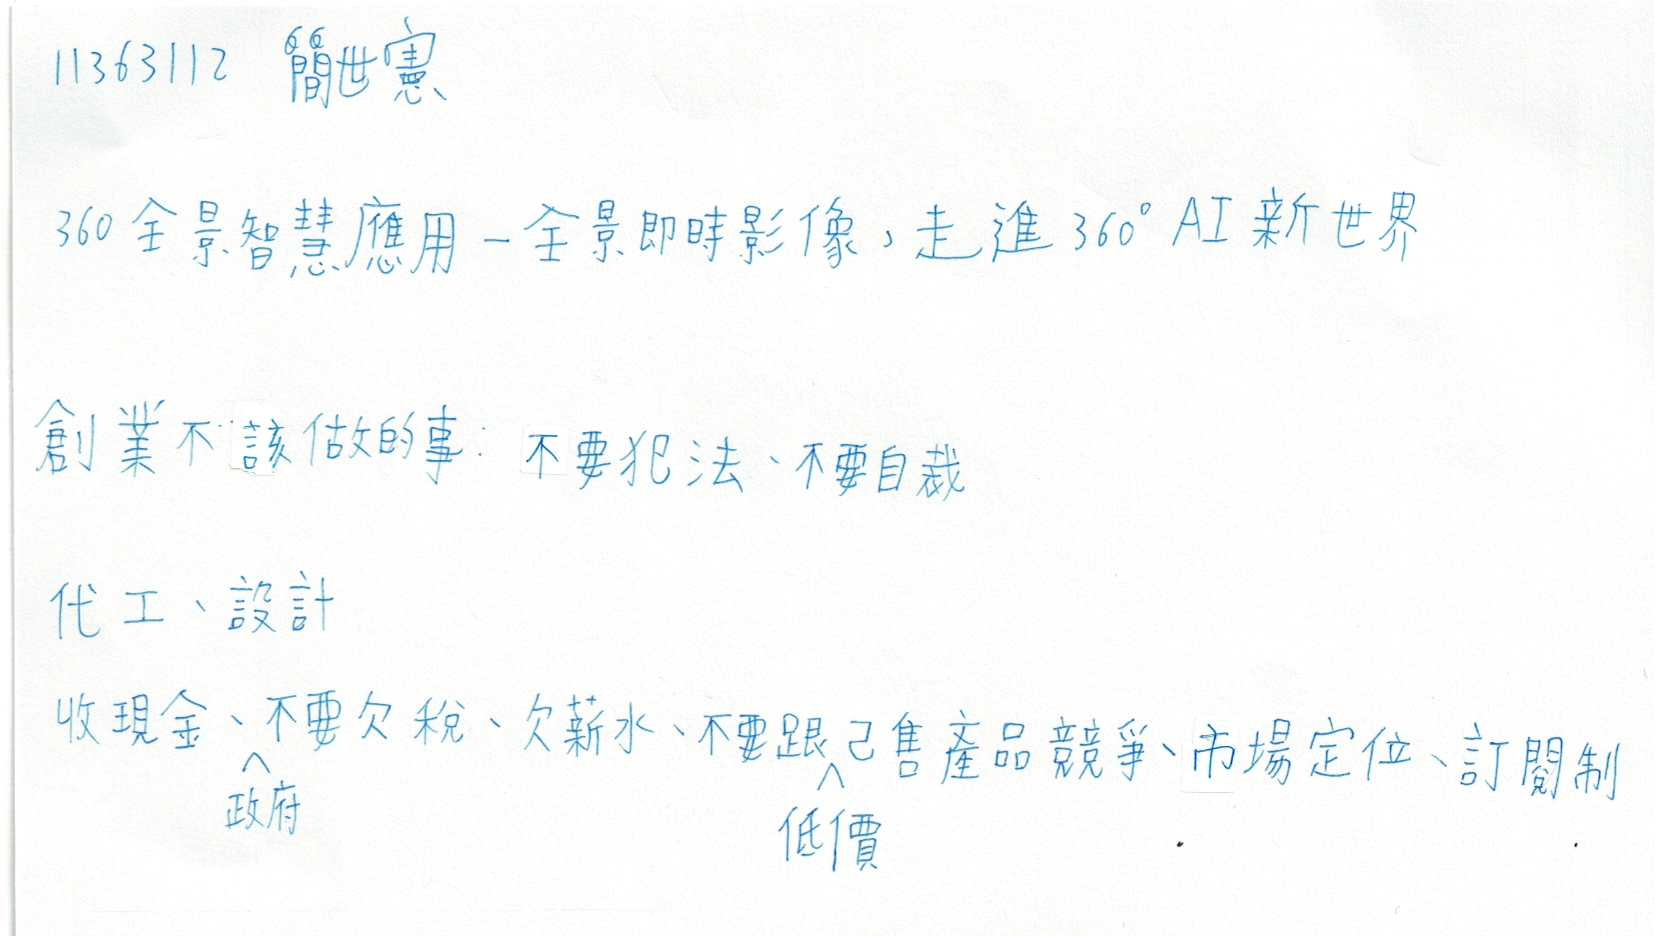 11363112 簡世憲
360全景智慧應用－全景即時影像，走進360° AI新世界
創業不該做的事：不要犯法、不要自裁
代工、設計
收現金、不要欠稅、欠薪水、不要跟己售產品競爭、市場定位、訂閱制
^ ^
政府 低價